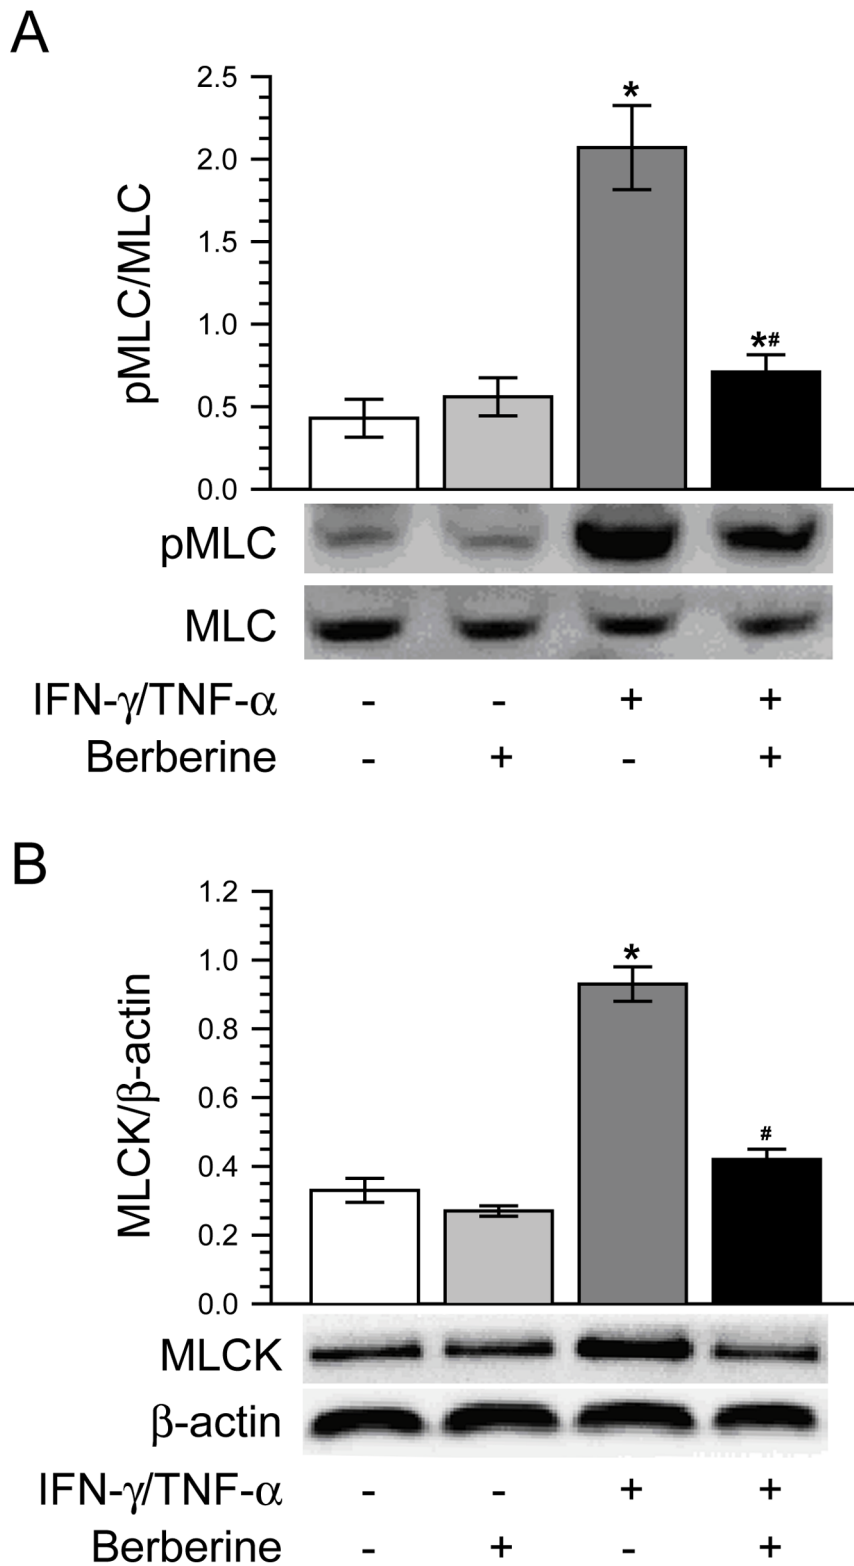 A
2.5
2.0
1.5
1.0
0.5
0.0
pMLC/MLC
*
*#
pMLC
MLC
IFN-γ/TNF-α - - + +
Berberine - + - +
B
1.2
1.0
0.8
0.6
0.4
0.2
0.0
MLCK/β-actin
*
#
MLCK
β-actin
IFN-γ/TNF-α - - + +
Berberine - + - +